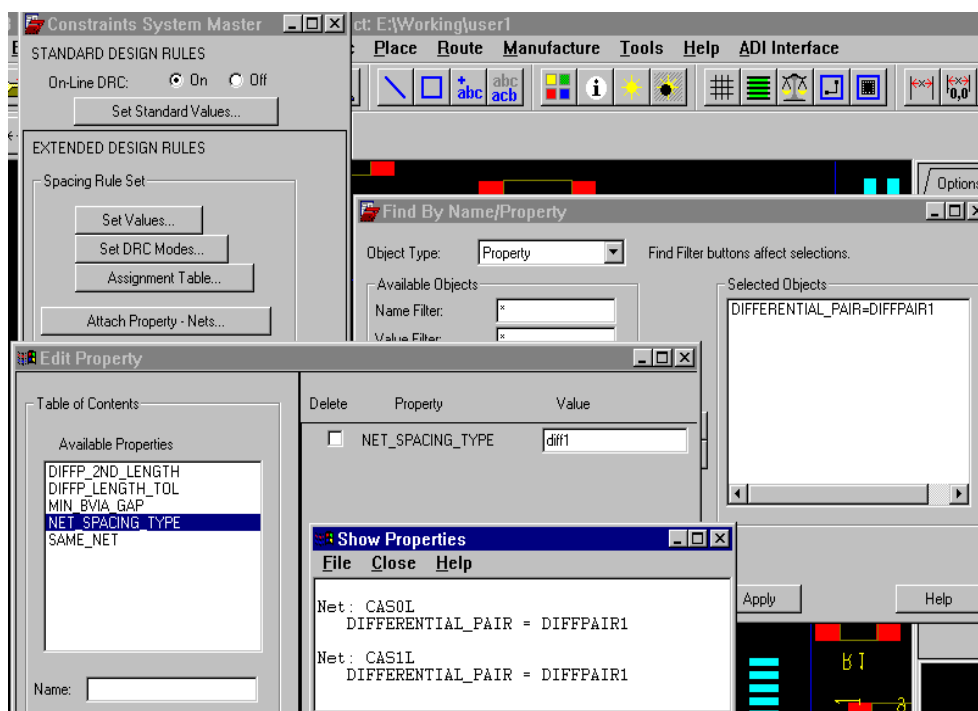 Constraints System Master
ct: E:\Working\user1
STANDARD DESIGN RULES
On-Line DRC: On Off
Set Standard Values...
Place Route Manufacture Tools Help ADI Interface
abc
abc
acb
i
0,0
EXTENDED DESIGN RULES
Spacing Rule Set
Set Values...
Set DRC Modes...
Assignment Table...
Attach Property - Nets...
Options
Find By Name/Property
Object Type: Property
Find Filter buttons affect selections.
Available Objects
Name Filter: *
Value Filter: *
Selected Objects
DIFFERENTIAL_PAIR=DIFFPAIR1
Apply
Help
Edit Property
Table of Contents
Available Properties
DIFFP_2ND_LENGTH
DIFFP_LENGTH_TOL
MIN_BVIA_GAP
NET_SPACING_TYPE
SAME_NET
Name:
Delete Property Value
NET_SPACING_TYPE diff1
Show Properties
File Close Help
Net: CAS0L
DIFFERENTIAL_PAIR = DIFFPAIR1
Net: CAS1L
DIFFERENTIAL_PAIR = DIFFPAIR1
R1